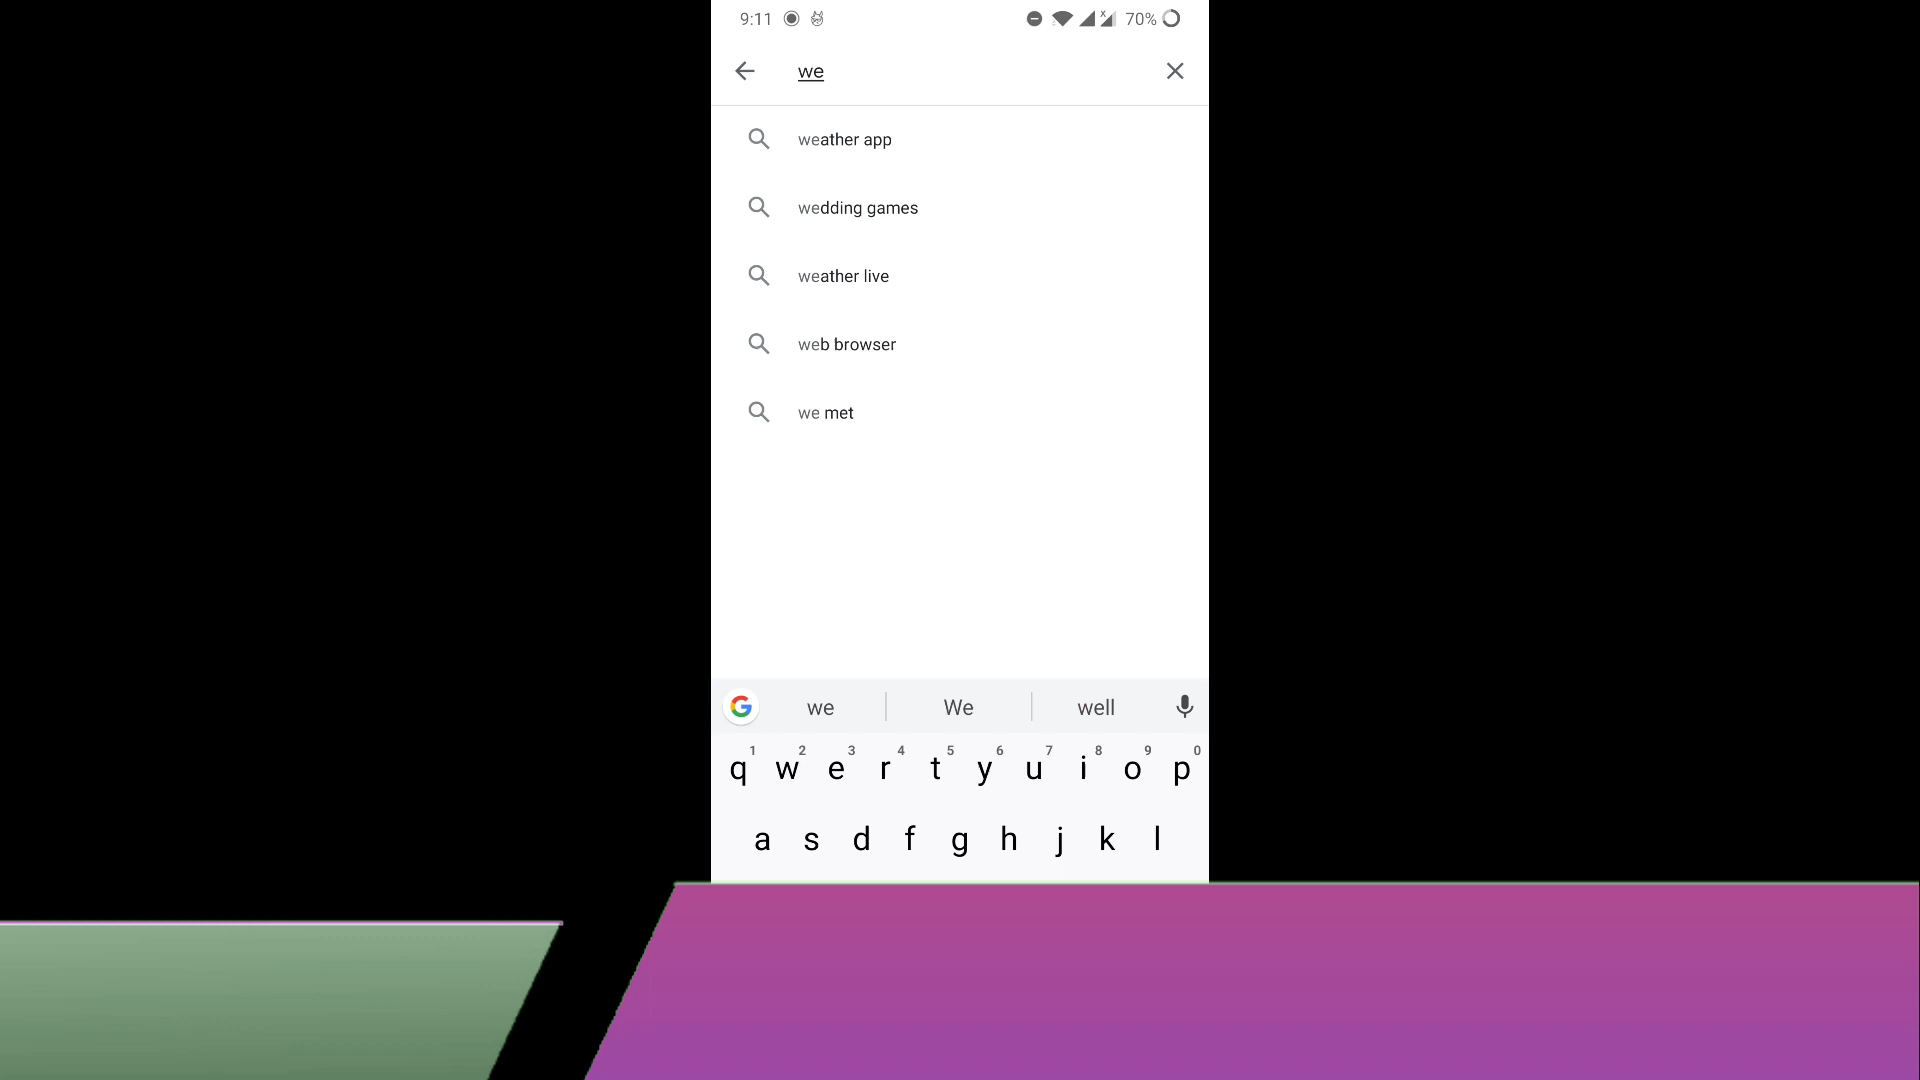 9:11 70%
we
weather app
wedding games
weather live
web browser
we met
we We well
1 2 3 4 5 6 7 8 9 0
q w e r t y u i o p
a s d f g h j k l